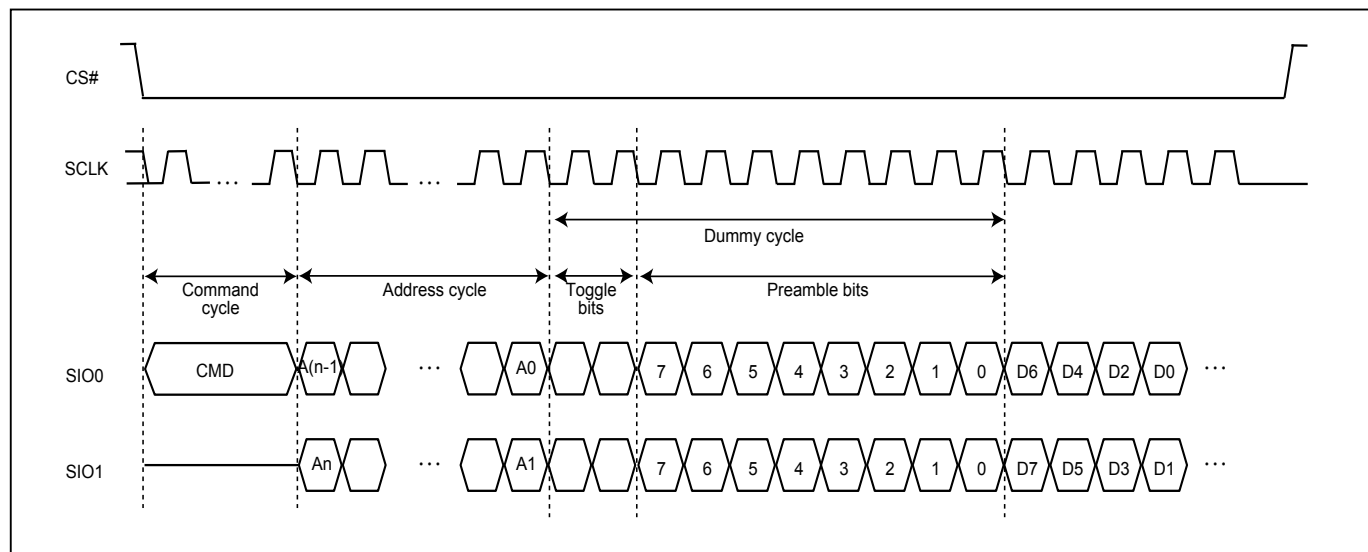 CS#
SCLK
...
...
Dummy cycle
Command
cycle
Address cycle
Toggle
bits
Preamble bits
SIO0
CMD
A(n-1)
...
A0
7 6 5 4 3 2 1 0
D6 D4 D2 D0 ...
SIO1
An
...
A1
7 6 5 4 3 2 1 0
D7 D5 D3 D1 ...